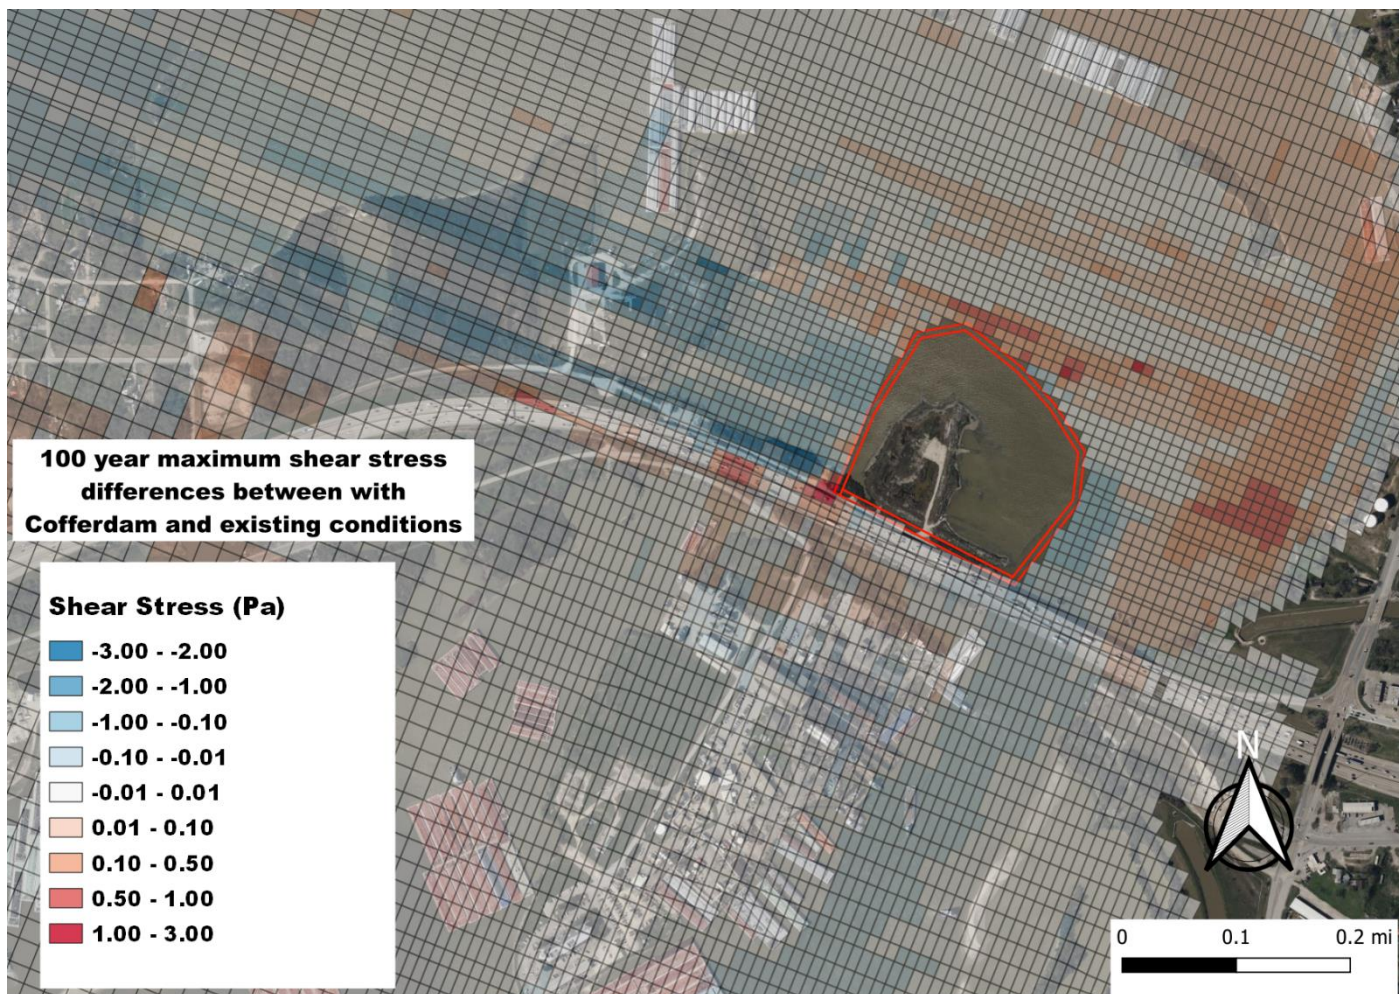 100 year maximum shear stress
differences between with
Cofferdam and existing conditions
Shear Stress (Pa)
-3.00 - -2.00
-2.00 - -1.00
-1.00 - -0.10
-0.10 - -0.01
-0.01 - 0.01
0.01 - 0.10
0.10 - 0.50
0.50 - 1.00
1.00 - 3.00
N
0 0.1 0.2 mi